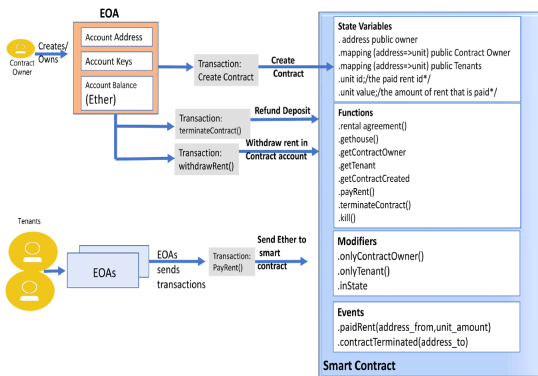 EOA
Account Address
Account Keys
Account Balance
(Ether)
Creates/
Owns
Contract
Owner
Transaction:
Create Contract
Create
Contract
Transaction:
terminateContract()
Refund Deposit
Transaction:
withdrawRent()
Withdraw rent in
Contract account
Tenants
EOAs
EOAs
sends
transactions
Transaction:
PayRent()
Send Ether to
smart
contract
State Variables
. address public owner
.mapping (address=>unit) public Contract Owner
.mapping (address=>unit) public Tenants
.unit id;/the paid rent id*/
.unit value;/the amount of rent that is paid*/
Functions
.rental agreement()
.gethouse()
.getContractOwner
.getTenant
.getContractCreated
.payRent()
.terminateContract()
.kill()
Modifiers
.onlyContractOwner()
.onlyTenant()
.inState
Events
.paidRent(address_from,unit_amount)
.contractTerminated(address_to)
Smart Contract